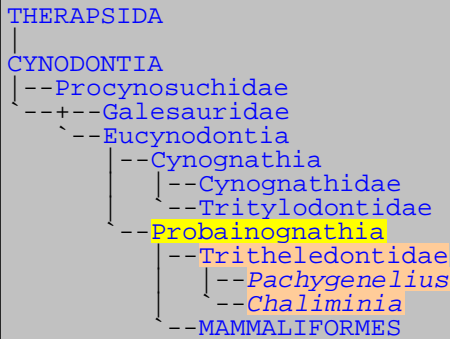 THERAPSIDA
|
CYNODONTIA
|--Procynosuchidae
`--+--Galesauridae
   `--Eucynodontia
      |--Cynognathia
      |  |--Cynognathidae
      |  `--Tritylodontidae
      `--Probainognathia
         |--Tritheledontidae
         |  |--Pachygenelius
         |  `--Chaliminia
         `--MAMMALIFORMES